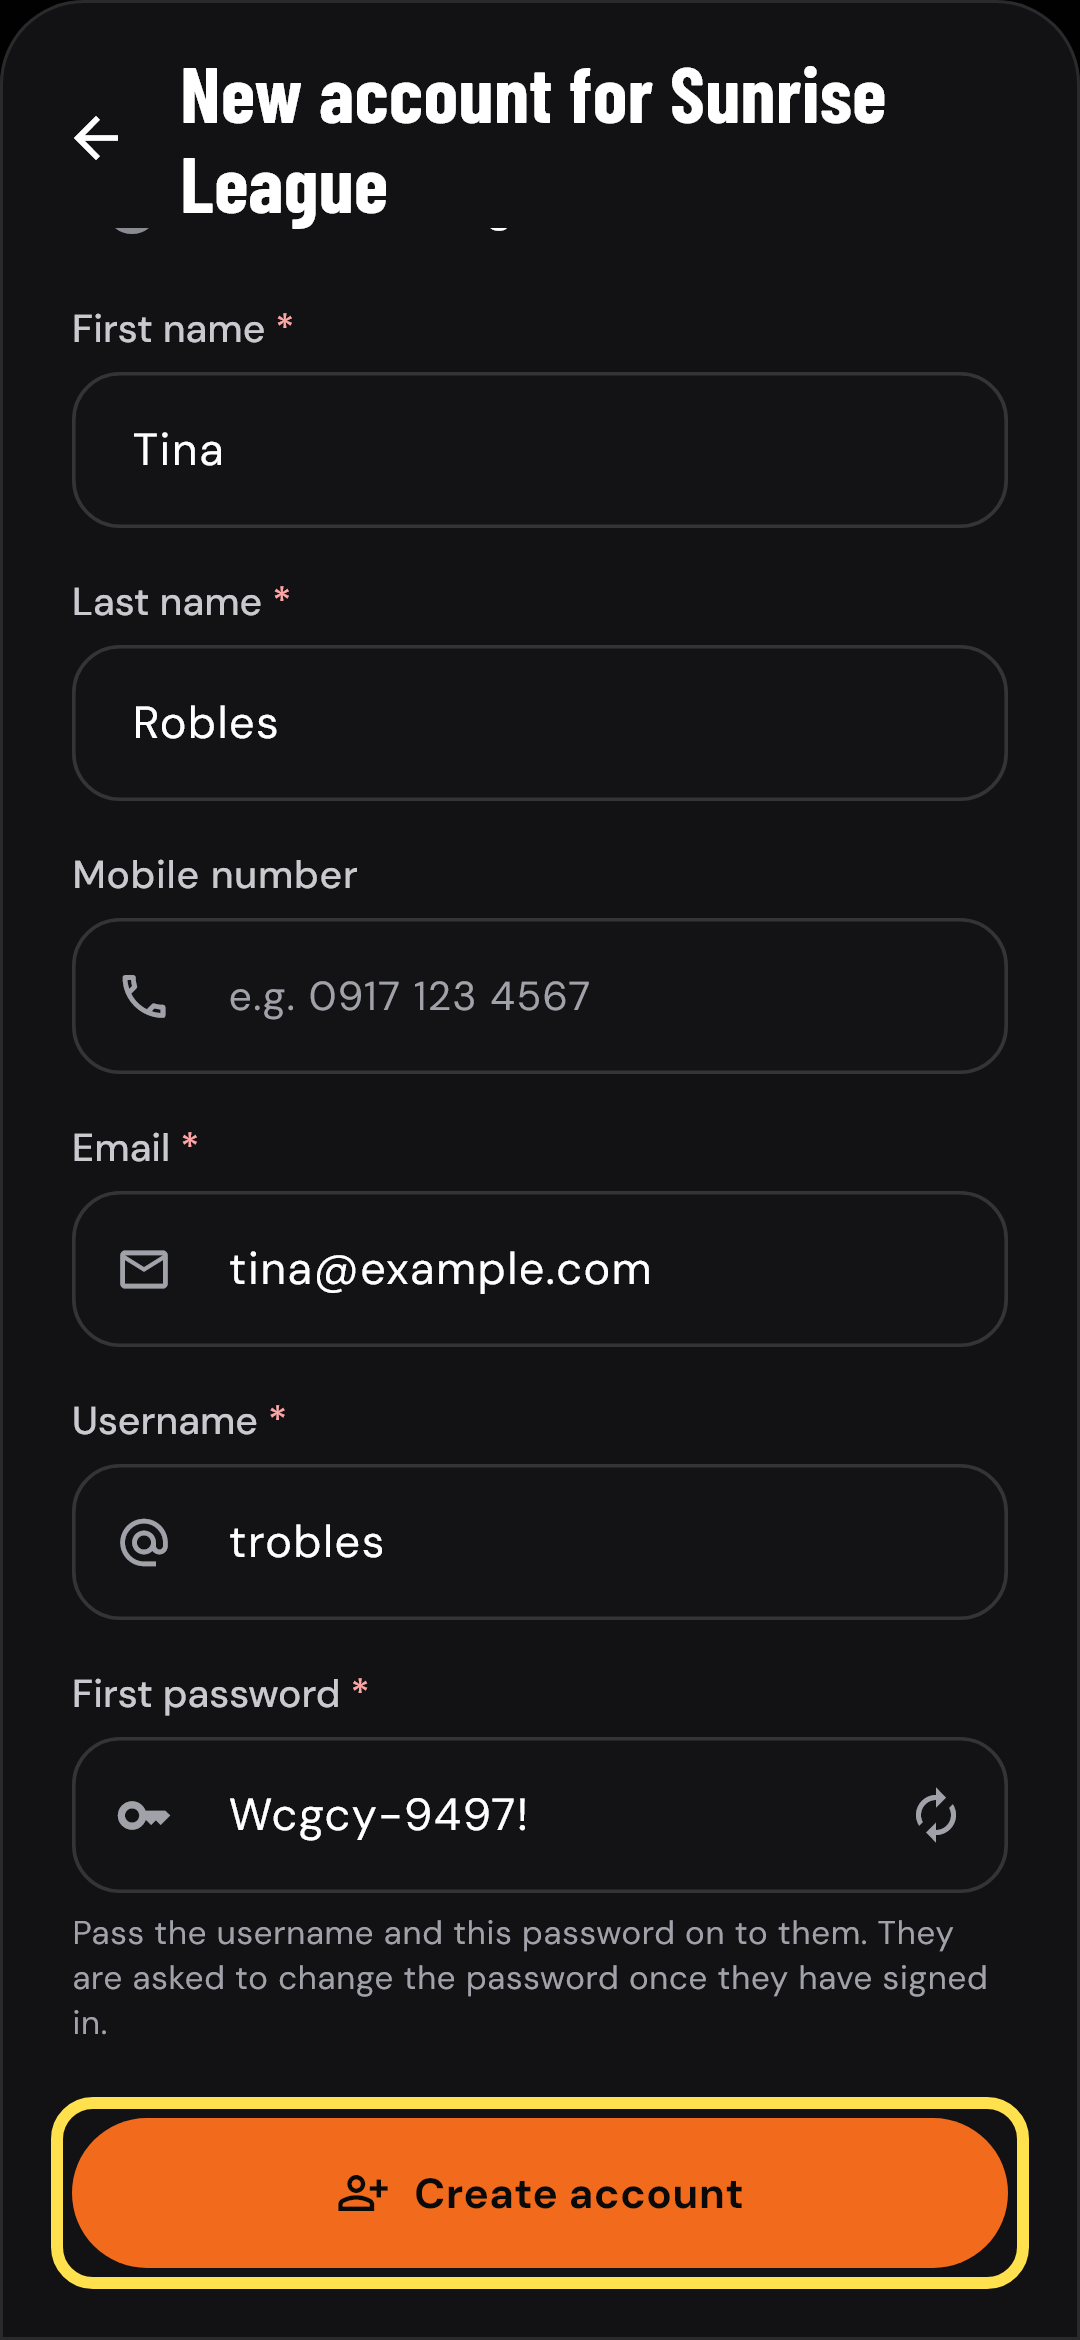 New account for Sunrise
League
First name *
Tina
Last name *
Robles
Mobile number
e.g. 0917 123 4567
Email *
tina@example.com
Username *
trobles
First password *
Wcgcy-9497!
Pass the username and this password on to them. They
are asked to change the password once they have signed
in.
Create account